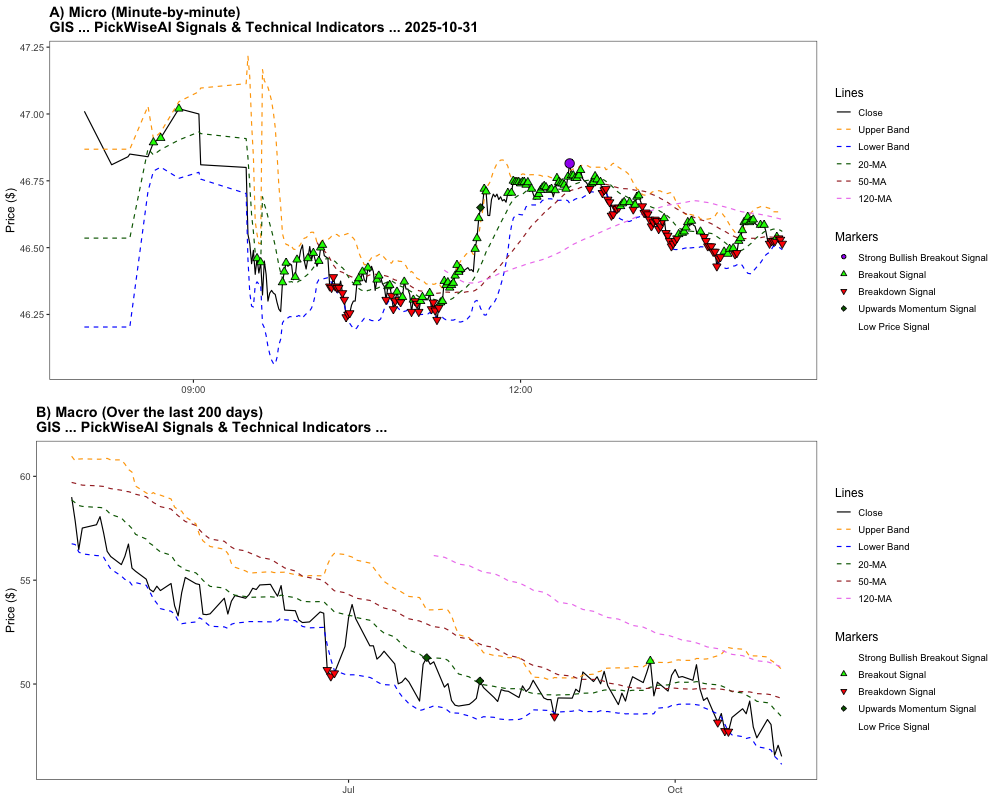 A) Micro (Minute-by-minute)
GIS ... PickWiseAI Signals & Technical Indicators ... 2025-10-31
47.25
47.00
46.75
46.50
46.25
Price ($)
09:00
12:00
Lines
Close
Upper Band
Lower Band
20-MA
50-MA
120-MA
Markers
Strong Bullish Breakout Signal
Breakout Signal
Breakdown Signal
Upwards Momentum Signal
Low Price Signal
B) Macro (Over the last 200 days)
GIS ... PickWiseAI Signals & Technical Indicators ...
60
55
50
Price ($)
Jul
Oct
Lines
Close
Upper Band
Lower Band
20-MA
50-MA
120-MA
Markers
Strong Bullish Breakout Signal
Breakout Signal
Breakdown Signal
Upwards Momentum Signal
Low Price Signal